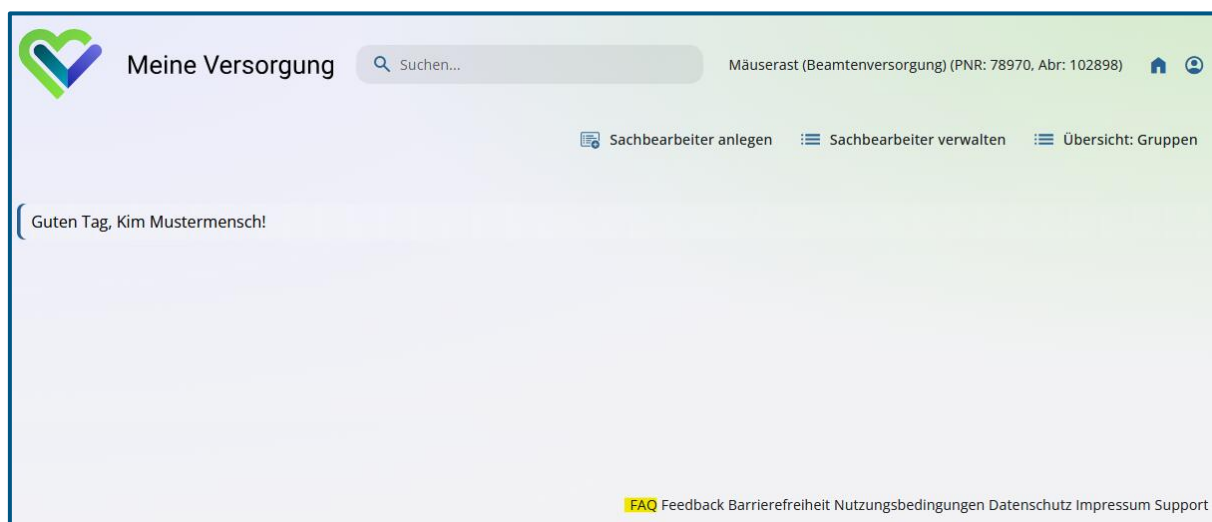 Meine Versorgung
Suchen...
Mäuserast (Beamtenversorgung) (PNR: 78970, Abr: 102898)
Sachbearbeiter anlegen
Sachbearbeiter verwalten
Übersicht: Gruppen
Guten Tag, Kim Mustermensch!
FAQ Feedback Barrierefreiheit Nutzungsbedingungen Datenschutz Impressum Support